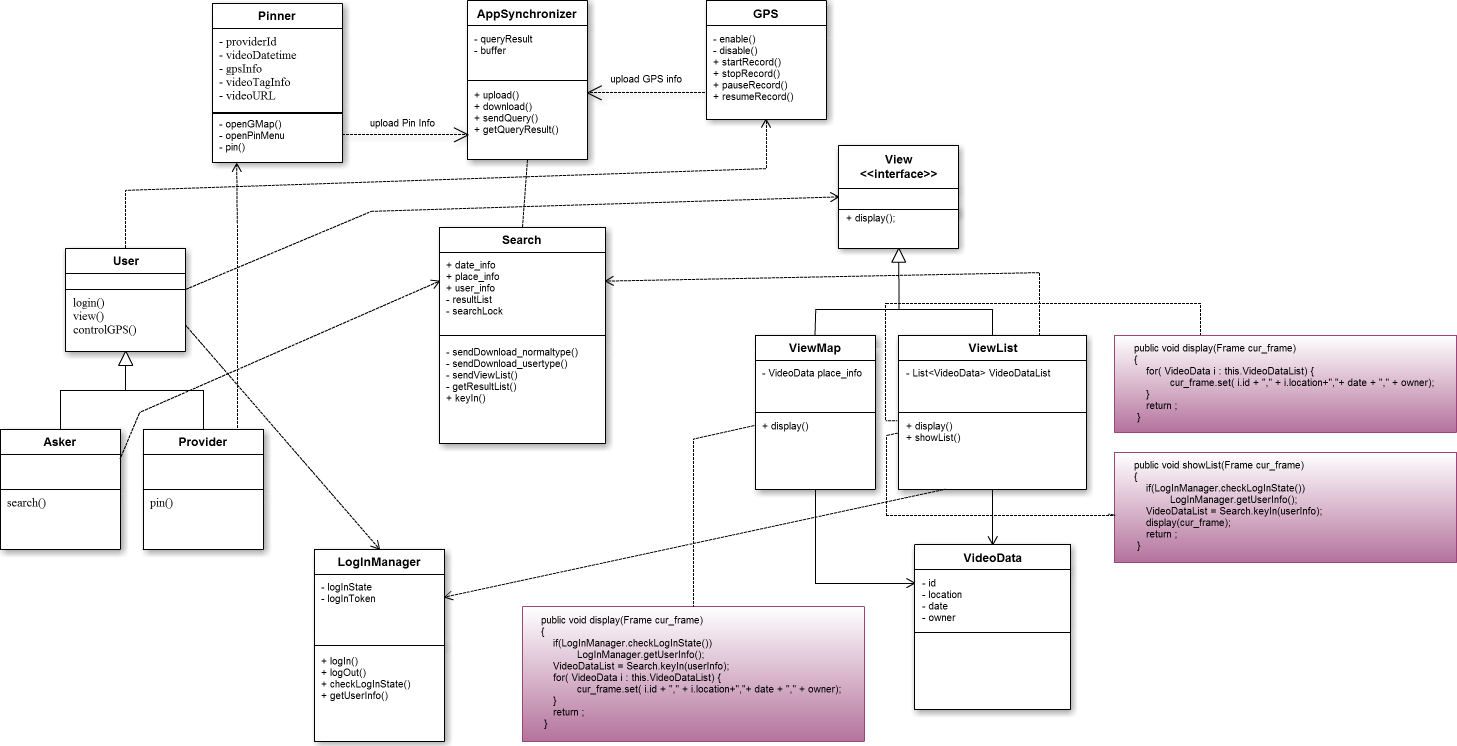 Pinner
- providerId
- videoDatetime
- gpsInfo
- videoTagInfo
- videoURL
- openGMap()
- openPinMenu
- pin()
upload Pin Info
AppSynchronizer
- queryResult
- buffer
+ upload()
+ download()
+ sendQuery()
+ getQueryResult()
upload GPS info
GPS
- enable()
- disable()
+ startRecord()
+ stopRecord()
+ pauseRecord()
+ resumeRecord()
View
<<interface>>
+ display();
User
login()
view()
controlGPS()
Search
+ date_info
+ place_info
+ user_info
- resultList
- searchLock
- sendDownload_normaltype()
- sendDownload_usertype()
- sendViewList()
- getResultList()
+ keyIn()
ViewMap
- VideoData place_info
+ display()
ViewList
- List<VideoData> VideoDataList
+ display()
+ showList()
public void display(Frame cur_frame)
{
for( VideoData i : this.VideoDataList) {
cur_frame.set( i.id + "," + i.location+","+ date + "," + owner);
}
return ;
}
Asker
search()
Provider
pin()
public void showList(Frame cur_frame)
{
if(LogInManager.checkLogInState())
LogInManager.getUserInfo();
VideoDataList = Search.keyIn(userInfo);
display(cur_frame);
return ;
}
LogInManager
- logInState
- logInToken
+ logIn()
+ logOut()
+ checkLogInState()
+ getUserInfo()
VideoData
- id
- location
- date
- owner
public void display(Frame cur_frame)
{
if(LogInManager.checkLogInState())
LogInManager.getUserInfo();
VideoDataList = Search.keyIn(userInfo);
for( VideoData i : this.VideoDataList) {
cur_frame.set( i.id + "," + i.location+","+ date + "," + owner);
}
return ;
}